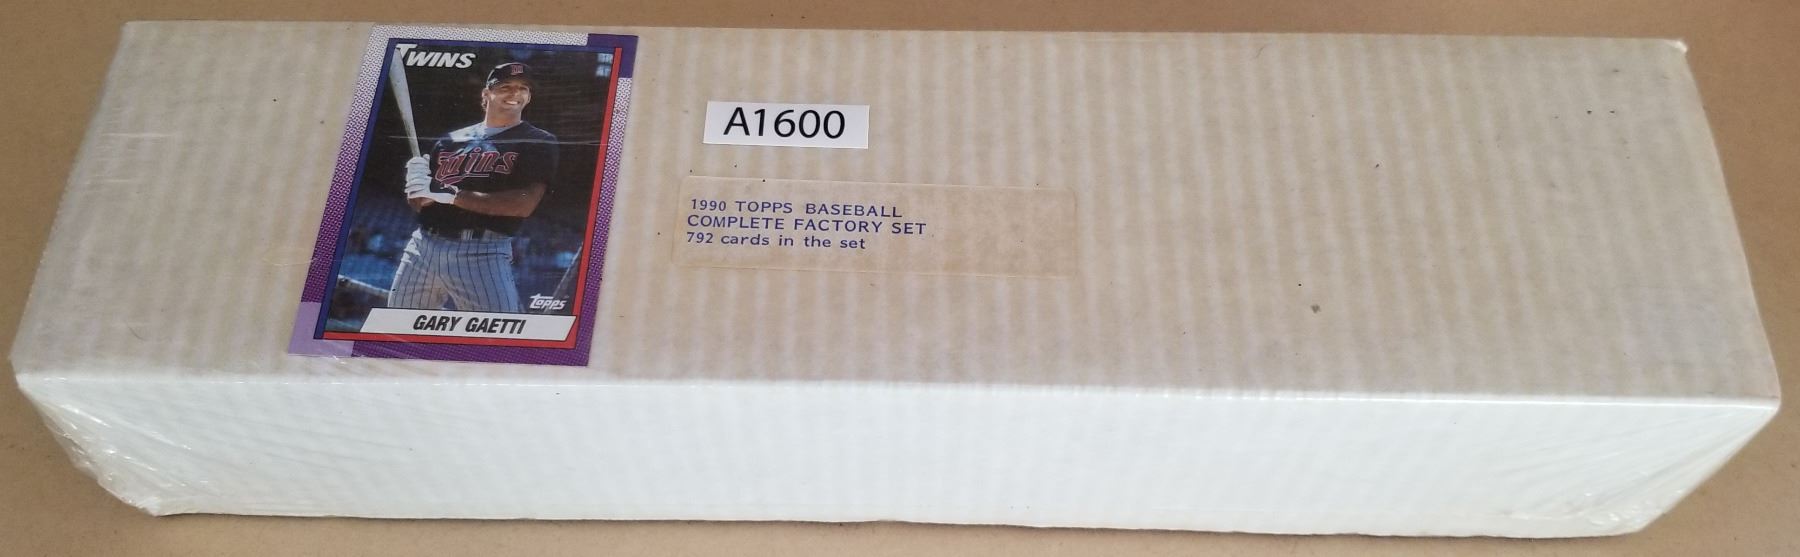 TWINS
Twins
topps
GARY GAETTI
A1600
1990 TOPPS BASEBALL
COMPLETE FACTORY SET
792 cards in the set